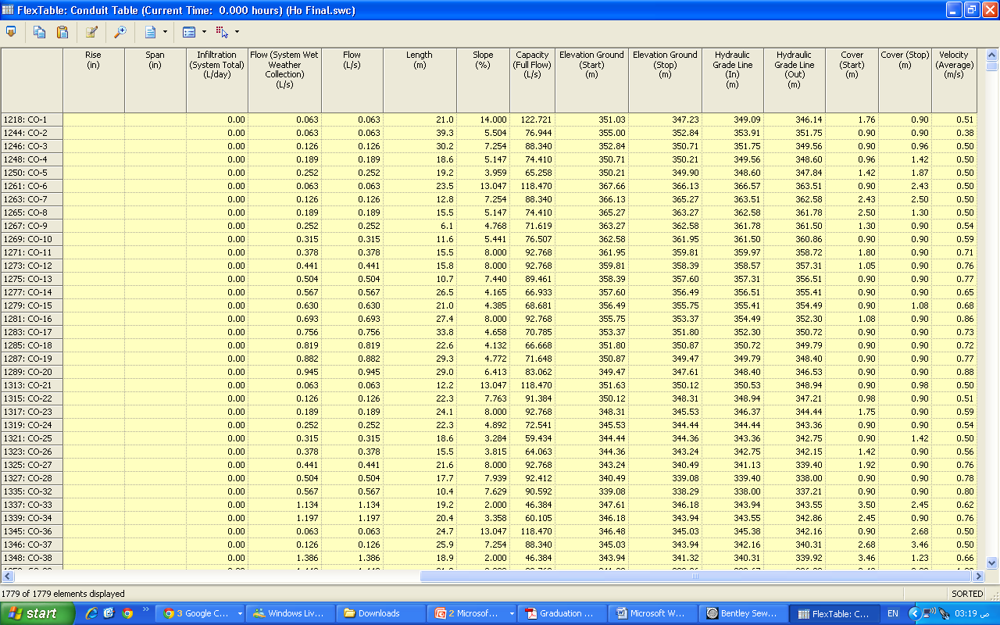 FlexTable: Conduit Table (Current Time: 0.000 hours) (Ho Final.swc)
Rise (in) Span (in) Infiltration (System Total) (L/day) Flow (System Wet Weather Collection) (L/s) Flow (L/s) Length (m) Slope (%) Capacity (Full Flow) (L/s) Elevation Ground (Start) (m) Elevation Ground (Stop) (m) Hydraulic Grade Line (In) (m) Hydraulic Grade Line (Out) (m) Cover (Start) (m) Cover (Stop) (m) Velocity (Average) (m/s)
1218: CO-1 0.00 0.063 0.063 21.0 14.000 122.721 351.03 347.23 349.09 346.14 1.76 0.90 0.51
1244: CO-2 0.00 0.063 0.063 39.3 5.504 76.944 355.00 352.84 353.91 351.75 0.90 0.90 0.38
1246: CO-3 0.00 0.126 0.126 30.2 7.254 88.340 352.84 350.71 351.75 349.56 0.90 0.96 0.50
1248: CO-4 0.00 0.189 0.189 18.6 5.147 74.410 350.71 350.21 349.56 348.60 0.96 1.42 0.50
1250: CO-5 0.00 0.252 0.252 19.2 3.959 65.258 350.21 349.90 348.60 347.84 1.42 1.87 0.50
1261: CO-6 0.00 0.063 0.063 23.5 13.047 118.470 367.66 366.13 366.57 363.51 0.90 2.43 0.50
1263: CO-7 0.00 0.126 0.126 12.8 7.254 88.340 366.13 365.27 363.51 362.58 2.43 2.50 0.50
1265: CO-8 0.00 0.189 0.189 15.5 5.147 74.410 365.27 363.27 362.58 361.78 2.50 1.30 0.50
1267: CO-9 0.00 0.252 0.252 6.1 4.768 71.619 363.27 362.58 361.78 361.50 1.30 0.90 0.54
1269: CO-10 0.00 0.315 0.315 11.6 5.441 76.507 362.58 361.95 361.50 360.86 0.90 0.90 0.59
1271: CO-11 0.00 0.378 0.378 15.5 8.000 92.768 361.95 359.81 359.97 358.72 1.80 0.90 0.71
1273: CO-12 0.00 0.441 0.441 15.8 8.000 92.768 359.81 358.39 358.57 357.31 1.05 0.90 0.76
1275: CO-13 0.00 0.504 0.504 10.7 7.440 89.461 358.39 357.60 357.31 356.51 0.90 0.90 0.77
1277: CO-14 0.00 0.567 0.567 26.5 4.165 66.933 357.60 356.49 356.51 355.41 0.90 0.90 0.65
1279: CO-15 0.00 0.630 0.630 21.0 4.385 68.681 356.49 355.75 355.41 354.49 0.90 1.08 0.68
1281: CO-16 0.00 0.693 0.693 27.4 8.000 92.768 355.75 353.37 354.49 352.30 1.08 0.90 0.86
1283: CO-17 0.00 0.756 0.756 33.8 4.658 70.785 353.37 351.80 352.30 350.72 0.90 0.90 0.73
1285: CO-18 0.00 0.819 0.819 22.6 4.132 66.668 351.80 350.87 350.72 349.79 0.90 0.90 0.72
1287: CO-19 0.00 0.882 0.882 29.3 4.772 71.648 350.87 349.47 349.79 348.40 0.90 0.90 0.77
1289: CO-20 0.00 0.945 0.945 29.0 6.413 83.062 349.47 347.61 348.40 346.53 0.90 0.90 0.88
1313: CO-21 0.00 0.063 0.063 12.2 13.047 118.470 351.63 350.12 350.53 348.94 0.90 0.98 0.50
1315: CO-22 0.00 0.126 0.126 22.3 7.763 91.384 350.12 348.31 348.94 347.21 0.98 0.90 0.51
1317: CO-23 0.00 0.189 0.189 24.1 8.000 92.768 348.31 345.53 346.37 344.44 1.75 0.90 0.59
1319: CO-24 0.00 0.252 0.252 22.3 4.892 72.541 345.53 344.44 344.44 343.36 0.90 0.90 0.54
1321: CO-25 0.00 0.315 0.315 18.6 3.284 59.434 344.44 344.36 343.36 342.75 0.90 1.42 0.50
1323: CO-26 0.00 0.378 0.378 15.5 3.815 64.063 344.36 343.24 342.75 342.15 1.42 0.90 0.56
1325: CO-27 0.00 0.441 0.441 21.6 8.000 92.768 343.24 340.49 341.13 339.40 1.92 0.90 0.76
1327: CO-28 0.00 0.504 0.504 17.7 7.939 92.412 340.49 339.08 339.40 338.00 0.90 0.90 0.78
1335: CO-32 0.00 0.567 0.567 10.4 7.629 90.592 339.08 338.29 338.00 337.21 0.90 0.90 0.80
1337: CO-33 0.00 1.134 1.134 19.2 2.000 46.384 347.61 346.18 343.94 343.55 3.50 2.45 0.62
1339: CO-34 0.00 1.197 1.197 20.4 3.358 60.105 346.18 343.94 343.55 342.86 2.45 0.90 0.76
1345: CO-36 0.00 0.063 0.063 24.7 13.047 118.470 346.48 345.03 345.38 342.16 0.90 2.68 0.50
1346: CO-37 0.00 0.126 0.126 25.9 7.254 88.340 345.03 343.94 342.16 340.31 2.68 3.46 0.50
1348: CO-38 0.00 1.386 1.386 18.9 2.000 46.384 343.94 341.32 340.31 339.92 3.46 1.23 0.66
1779 of 1779 elements displayed SORTED
start 3 Google C... Windows Liv... Downloads 2 Microsof... Graduation ... Microsoft W... Bentley Sew... FlexTable: C... EN 03:19 ص